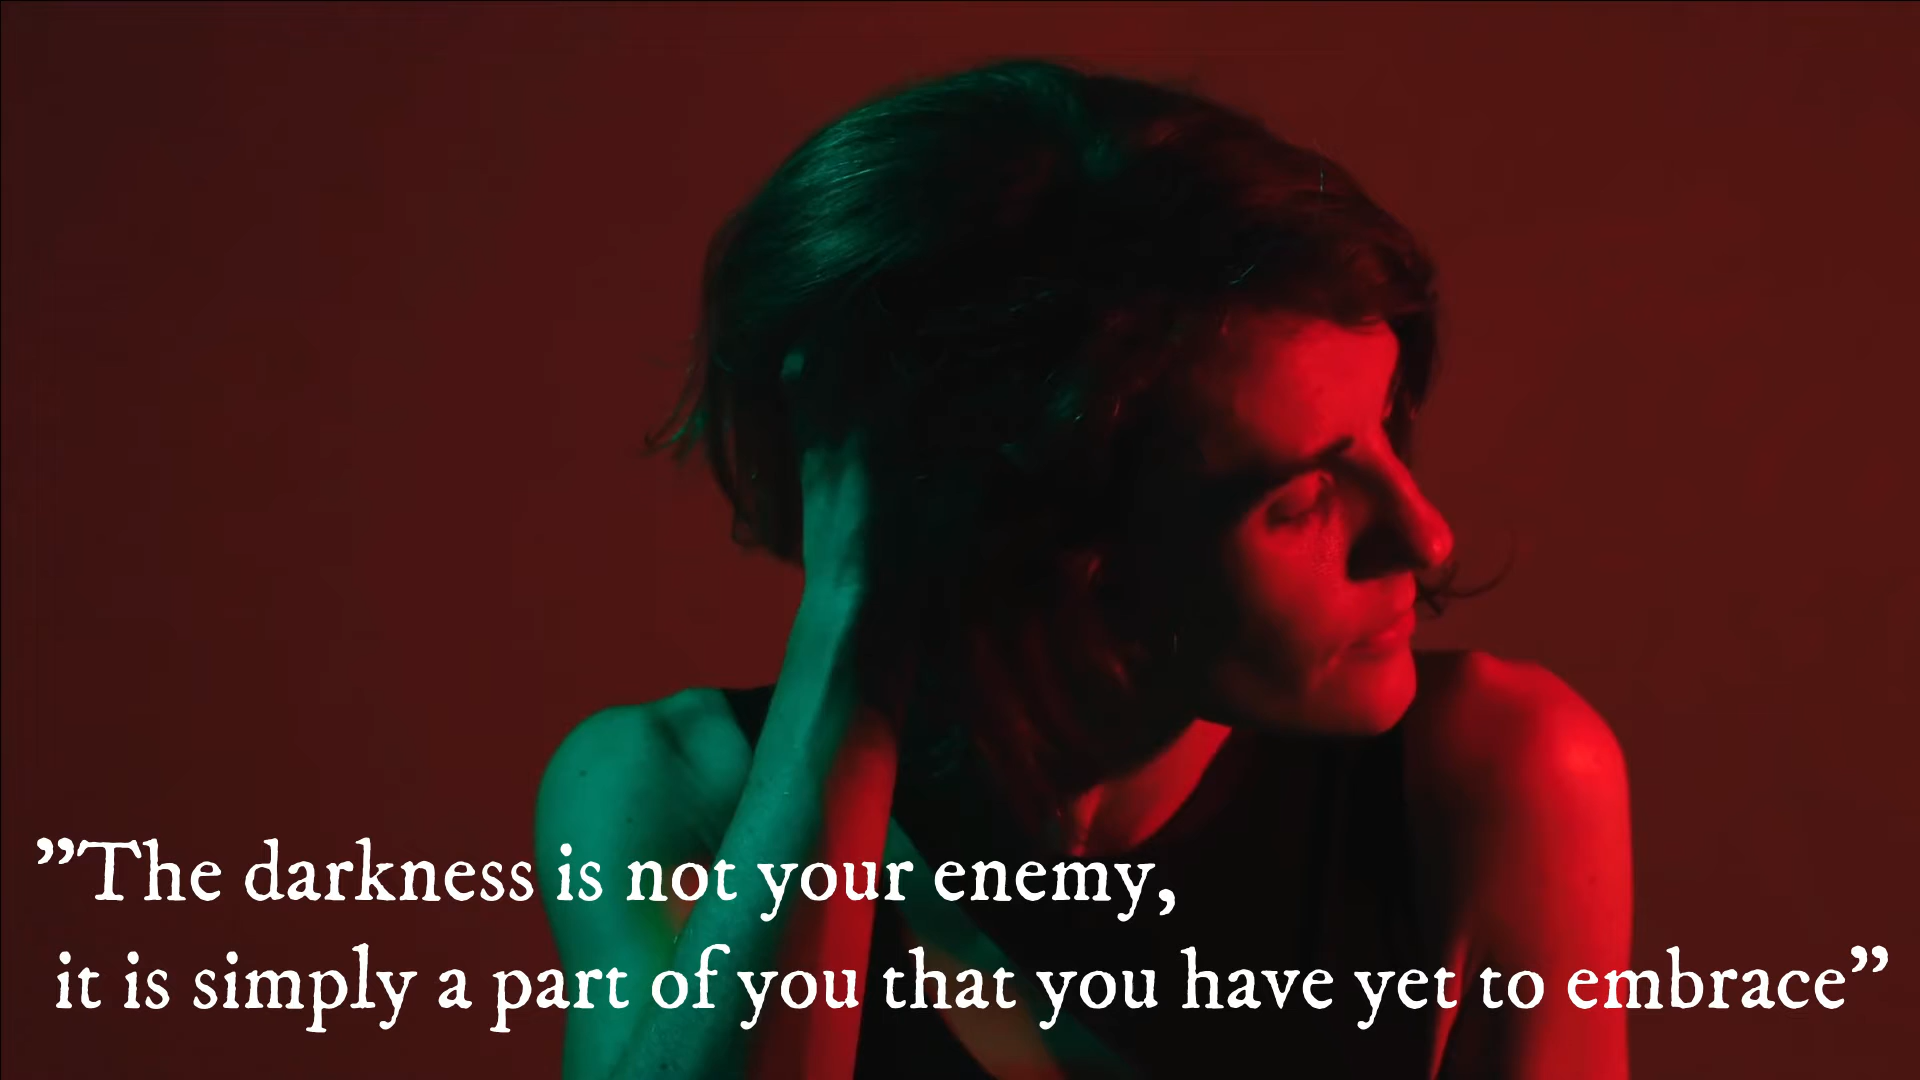 ”The darkness is not your enemy,
it is simply a part of you that you have yet to embrace”